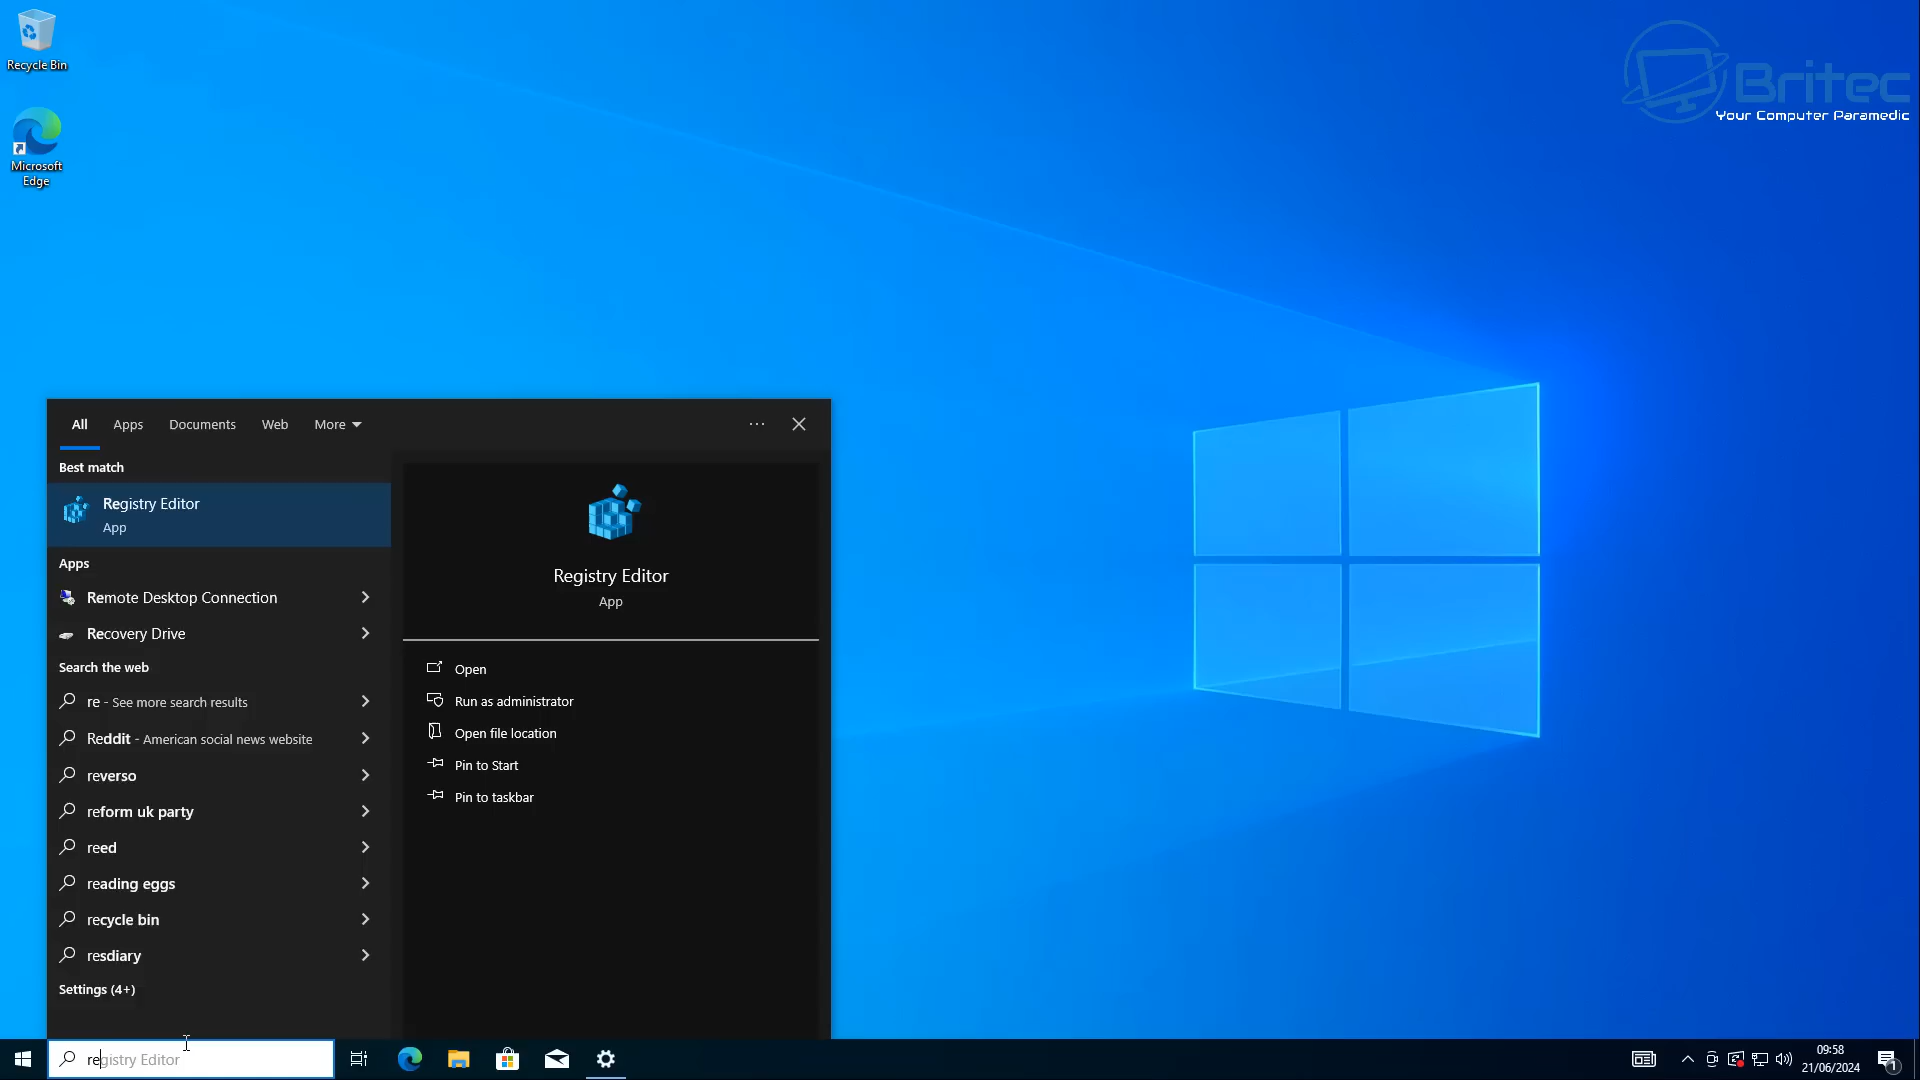 Recycle Bin
Microsoft
Edge
Britec
Your Computer Paramedic
All
Apps
Documents
Web
More
Best match
Registry Editor
App
Apps
Remote Desktop Connection
Recovery Drive
Search the web
re - See more search results
Reddit - American social news website
reverso
reform uk party
reed
reading eggs
recycle bin
resdiary
Settings (4+)
Registry Editor
App
Open
Run as administrator
Open file location
Pin to Start
Pin to taskbar
registry Editor
09:58
21/06/2024
1